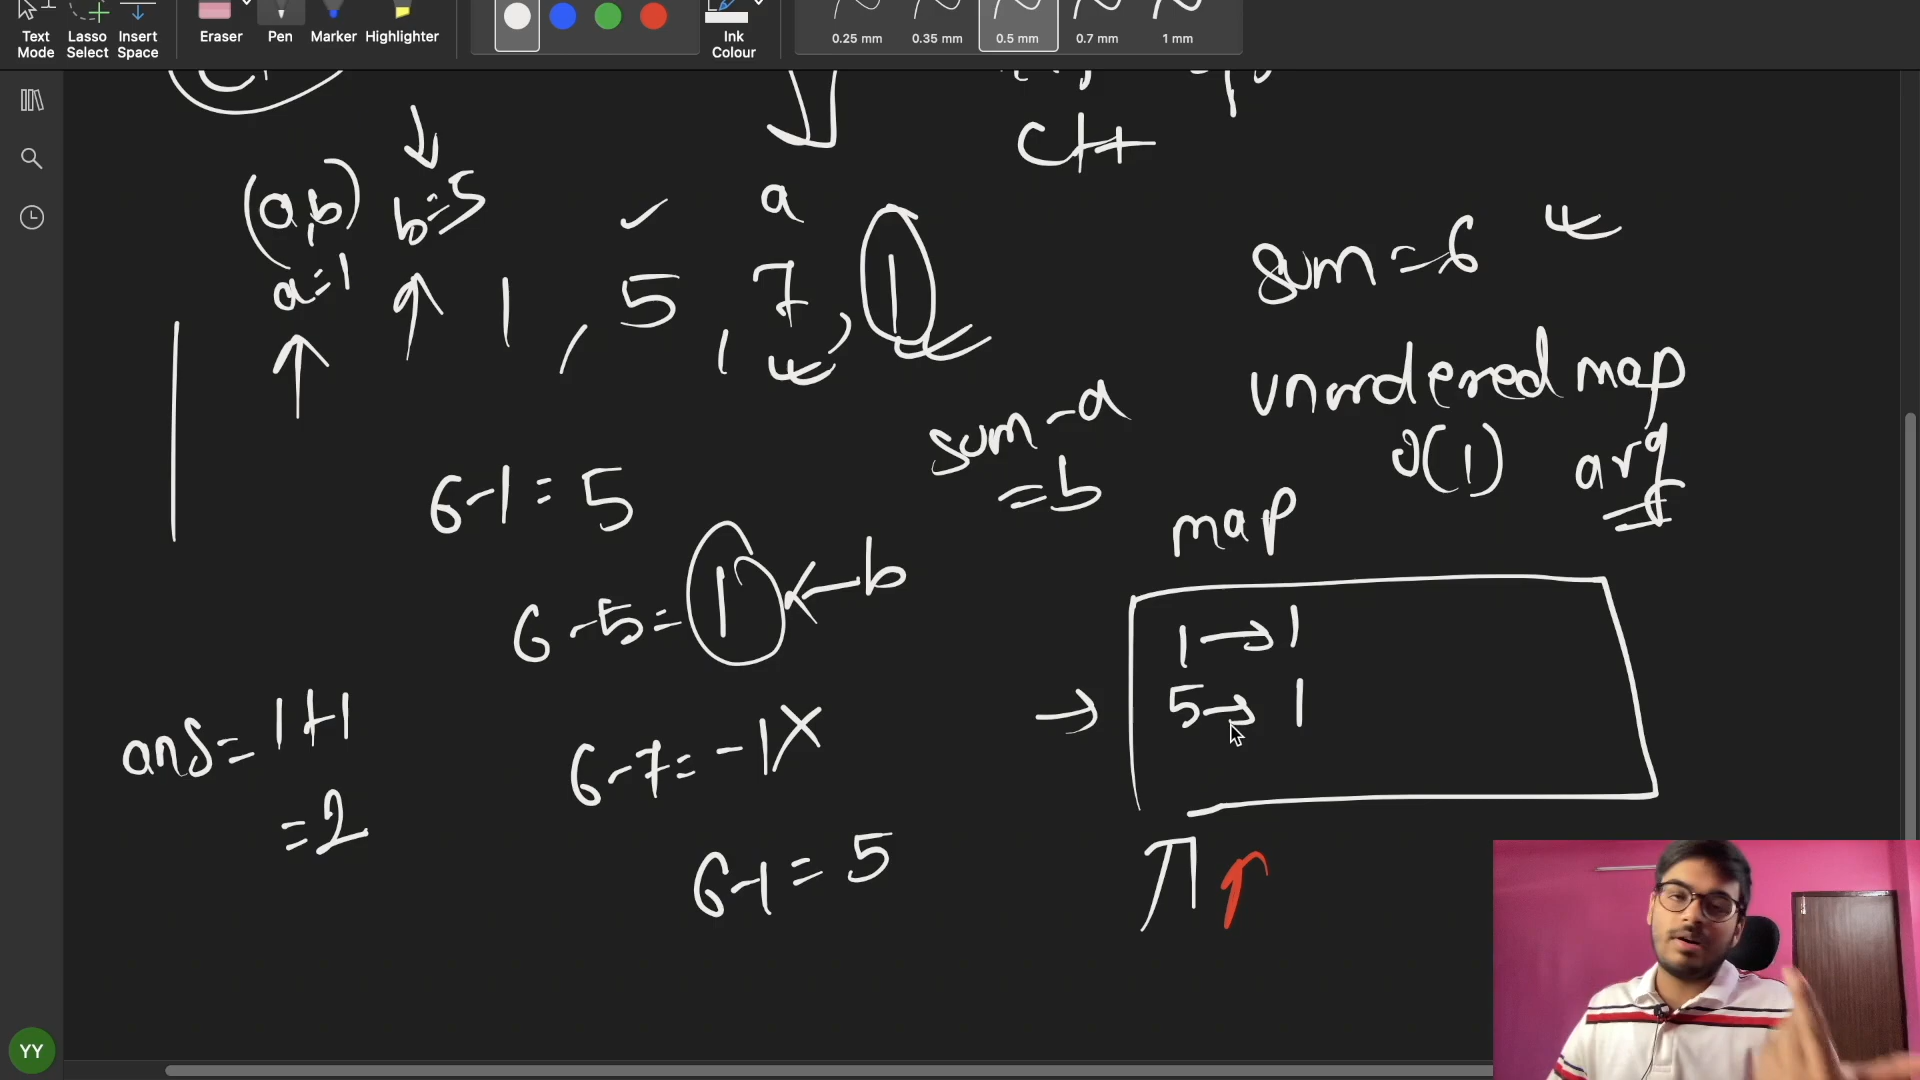 Text Mode
Lasso Select
Insert Space
Eraser
Pen
Marker
Highlighter
Ink Colour
0.25 mm
0.35 mm
0.5 mm
0.7 mm
1 mm
C++
(a,b)
b=5
a
a=1
1 , 5 , 7 , 1
sum=6
unordered map
O(1)
sum-a
=b
map
6-1=5
6-5=1 ← b
1→1
→ 5→1
ans=1+1
=2
6-7=-1X
6-1=5
YY